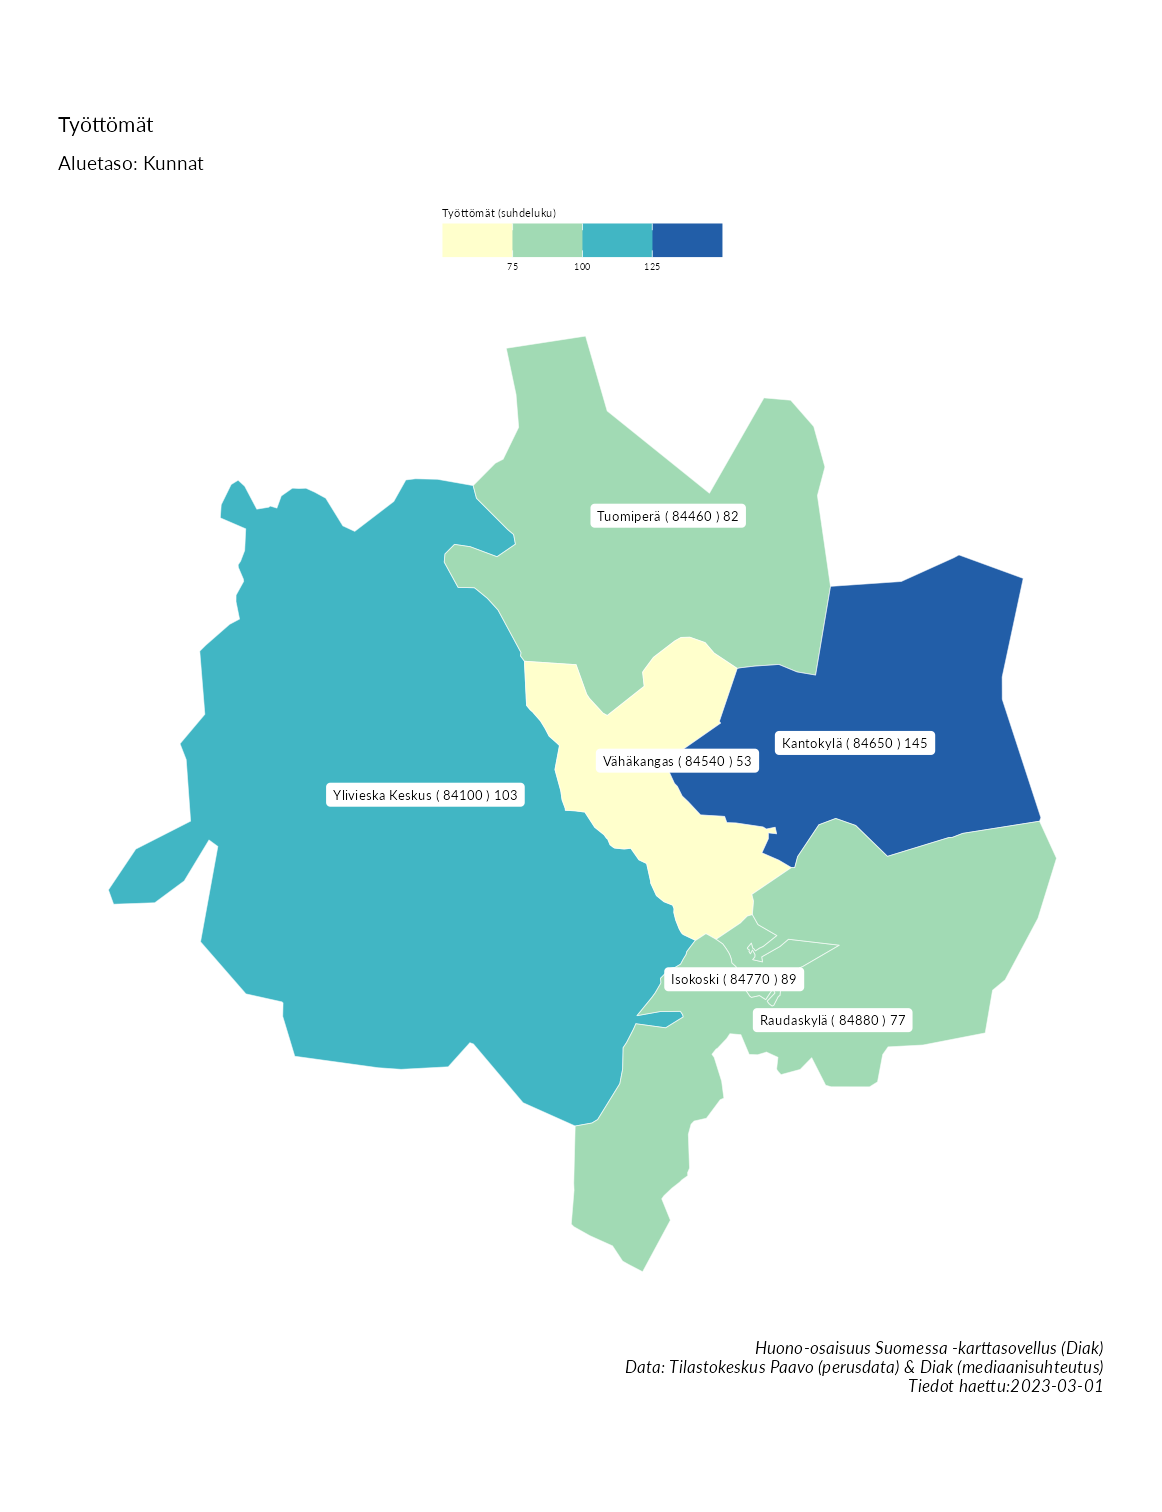 Työttömät
Aluetaso: Kunnat
Työttömät (suhdeluku)
75 100 125
Tuomiperä ( 84460 ) 82
Kantokylä ( 84650 ) 145
Vähäkangas ( 84540 ) 53
Ylivieska Keskus ( 84100 ) 103
Isokoski ( 84770 ) 89
Raudaskylä ( 84880 ) 77
Huono-osaisuus Suomessa -karttasovellus (Diak)
Data: Tilastokeskus Paavo (perusdata) & Diak (mediaanisuhteutus)
Tiedot haettu:2023-03-01